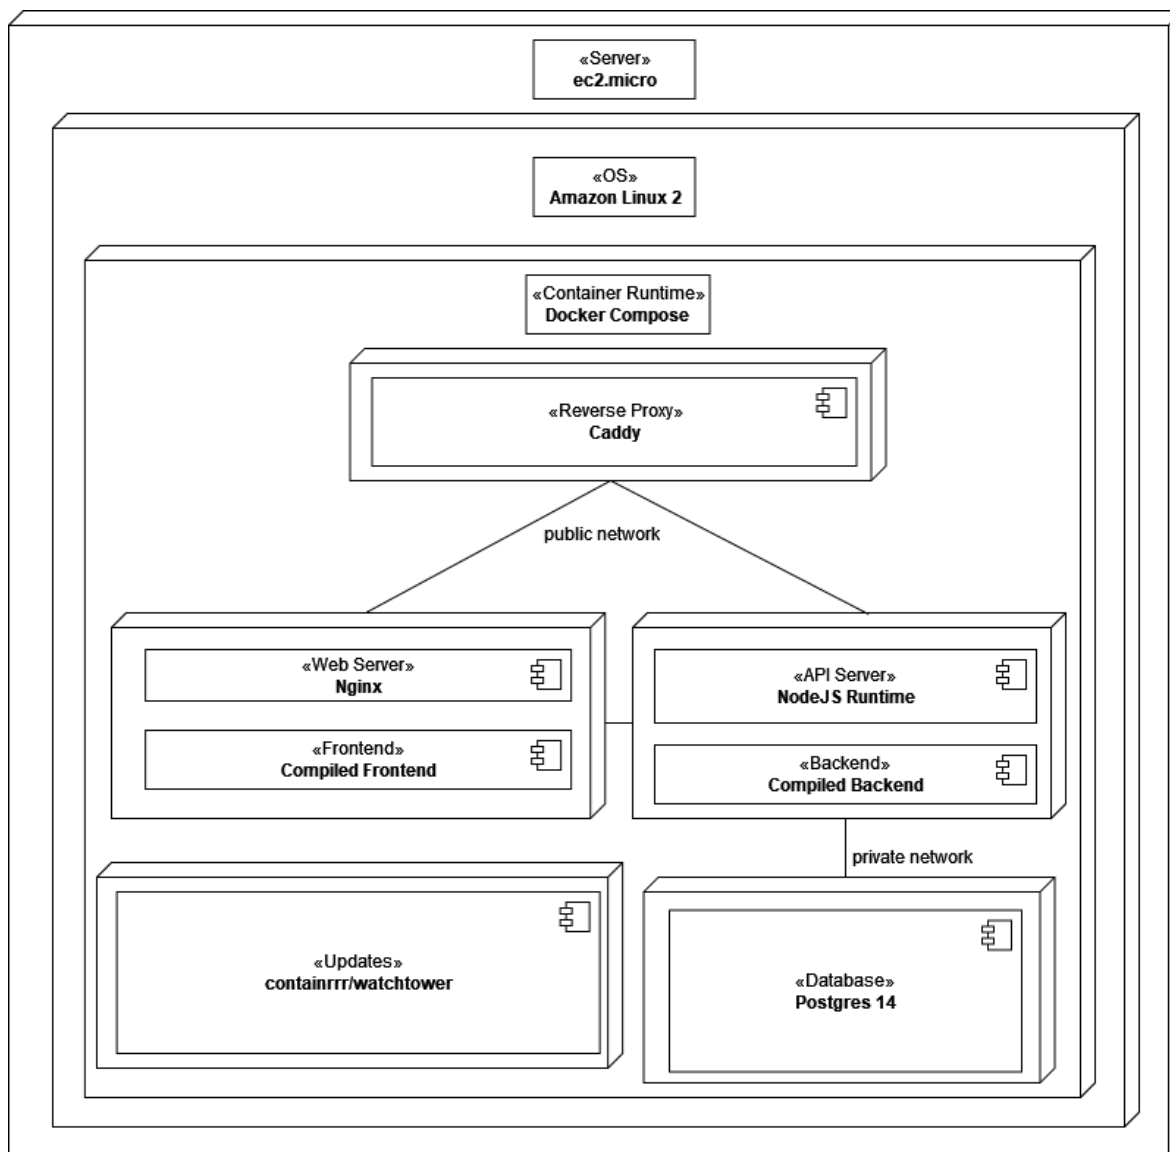 «Server»
ec2.micro
«OS»
Amazon Linux 2
«Container Runtime»
Docker Compose
«Reverse Proxy»
Caddy
public network
«Web Server»
Nginx
«Frontend»
Compiled Frontend
«API Server»
NodeJS Runtime
«Backend»
Compiled Backend
private network
«Updates»
containrrr/watchtower
«Database»
Postgres 14